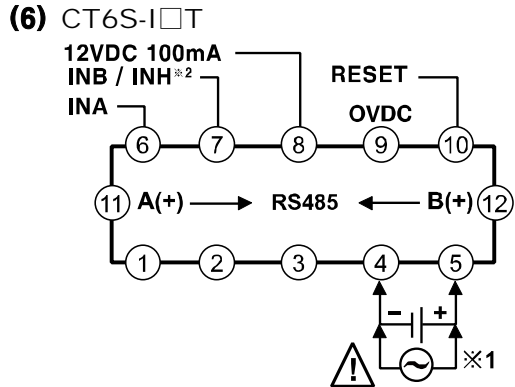 (6) CT6S-I□T
12VDC 100mA
INB / INH※2
RESET
INA
0VDC
6 7 8 9 10
11 A(+) RS485 B(+) 12
1 2 3 4 5
- +
※1